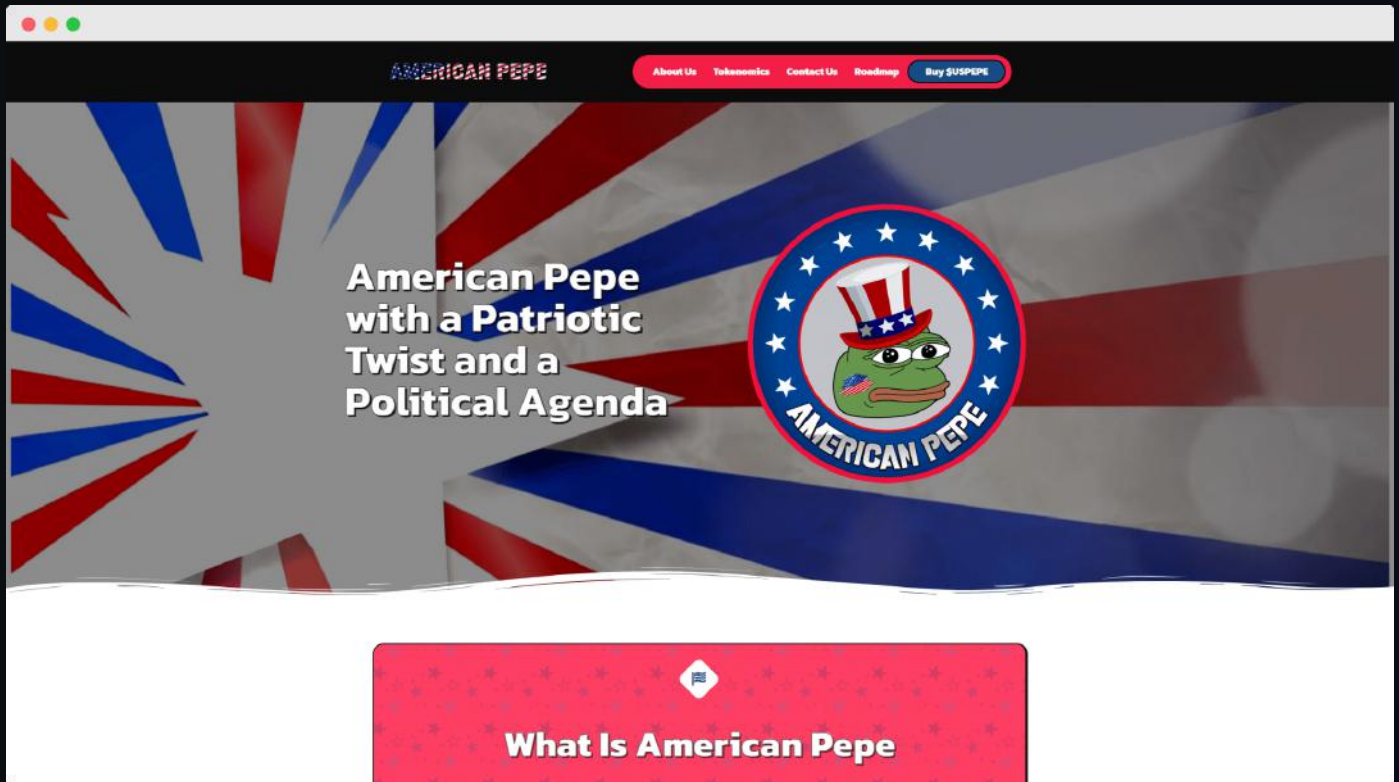 AMERICAN PEPE
About Us
Tokenomics
Contact Us
Roadmap
Buy $USPEPE
American Pepe
with a Patriotic
Twist and a
Political Agenda
AMERICAN PEPE
What Is American Pepe